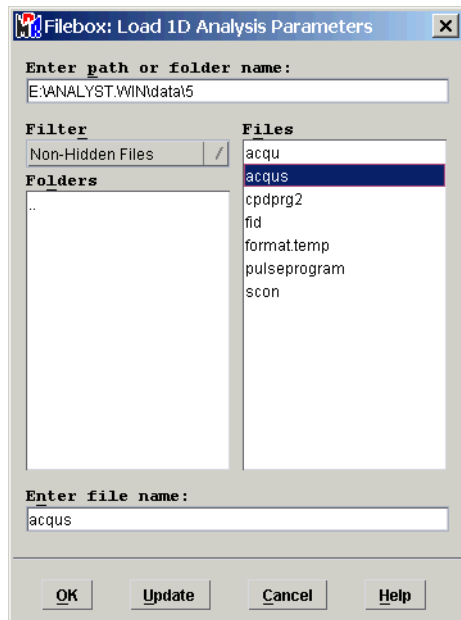 Filebox: Load 1D Analysis Parameters
Enter path or folder name:
E:\ANALYST.WIN\data\5
Filter
Files
Non-Hidden Files
acqu
Folders
acqus
..
cpdprg2
fid
format.temp
pulseprogram
scon
Enter file name:
acqus
OK Update Cancel Help